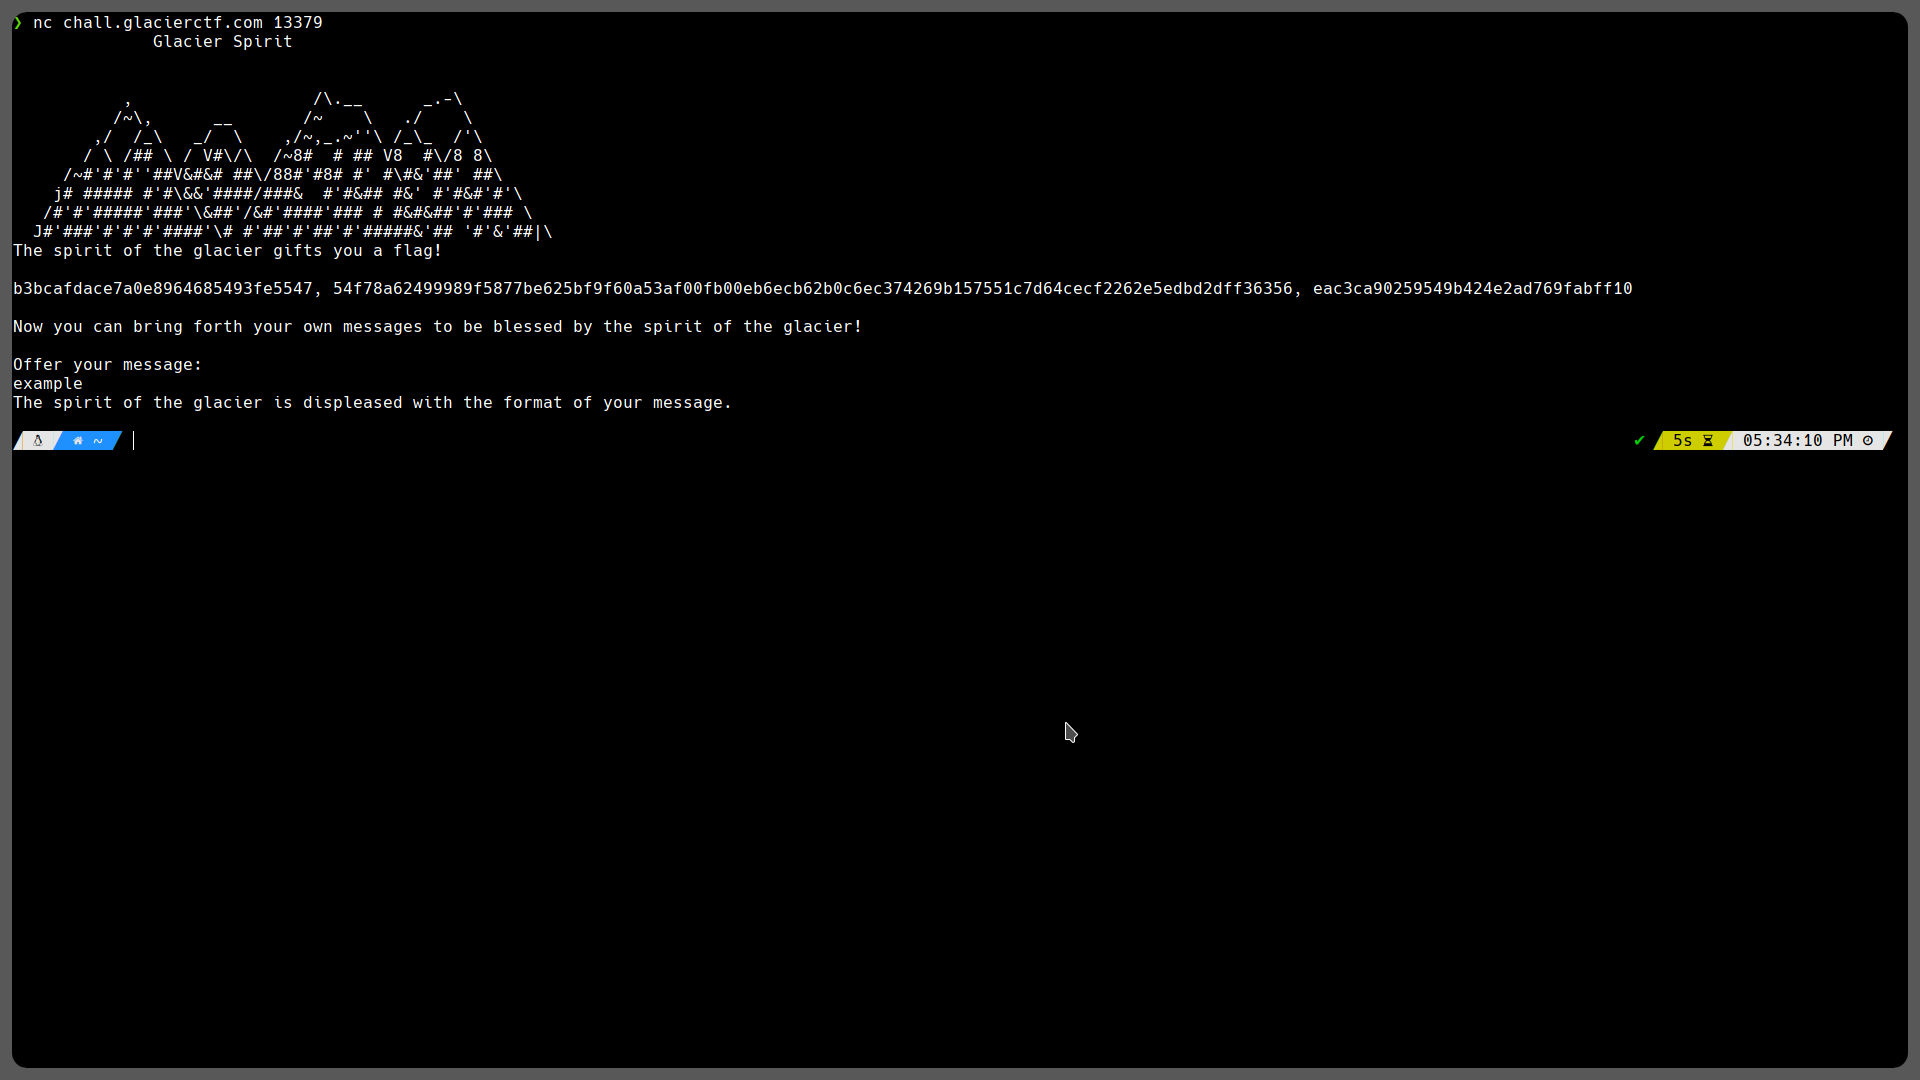 ❯ nc chall.glacierctf.com 13379
              Glacier Spirit
           ,                  /\.__      _.-\
          /~\,      __       /~    \   ./    \
        ,/  /_\   _/  \    ,/~,_.~''\ /_\_  /'\
       / \ /## \ / V#\/\  /~8#  # ## V8  #\/8 8\
     /~#'#'#''##V&#&# ##\/88#'#8# #' #\#&'##' ##\
    j# ##### #'#\&&'####/###&  #'#&## #&' #'#&#'#'\
   /#'#'#####'###'\&##'/&#'####'### # #&#&##'#'### \
  J#'###'#'#'#'####'\# #'##'#'##'#'#####&'## '#'&'##|\
The spirit of the glacier gifts you a flag!
b3bcafdace7a0e8964685493fe5547, 54f78a62499989f5877be625bf9f60a53af00fb00eb6ecb62b0c6ec374269b157551c7d64cecf2262e5edbd2dff36356, eac3ca90259549b424e2ad769fabff10
Now you can bring forth your own messages to be blessed by the spirit of the glacier!
Offer your message:
example
The spirit of the glacier is displeased with the format of your message.
~ ✔ 5s 05:34:10 PM